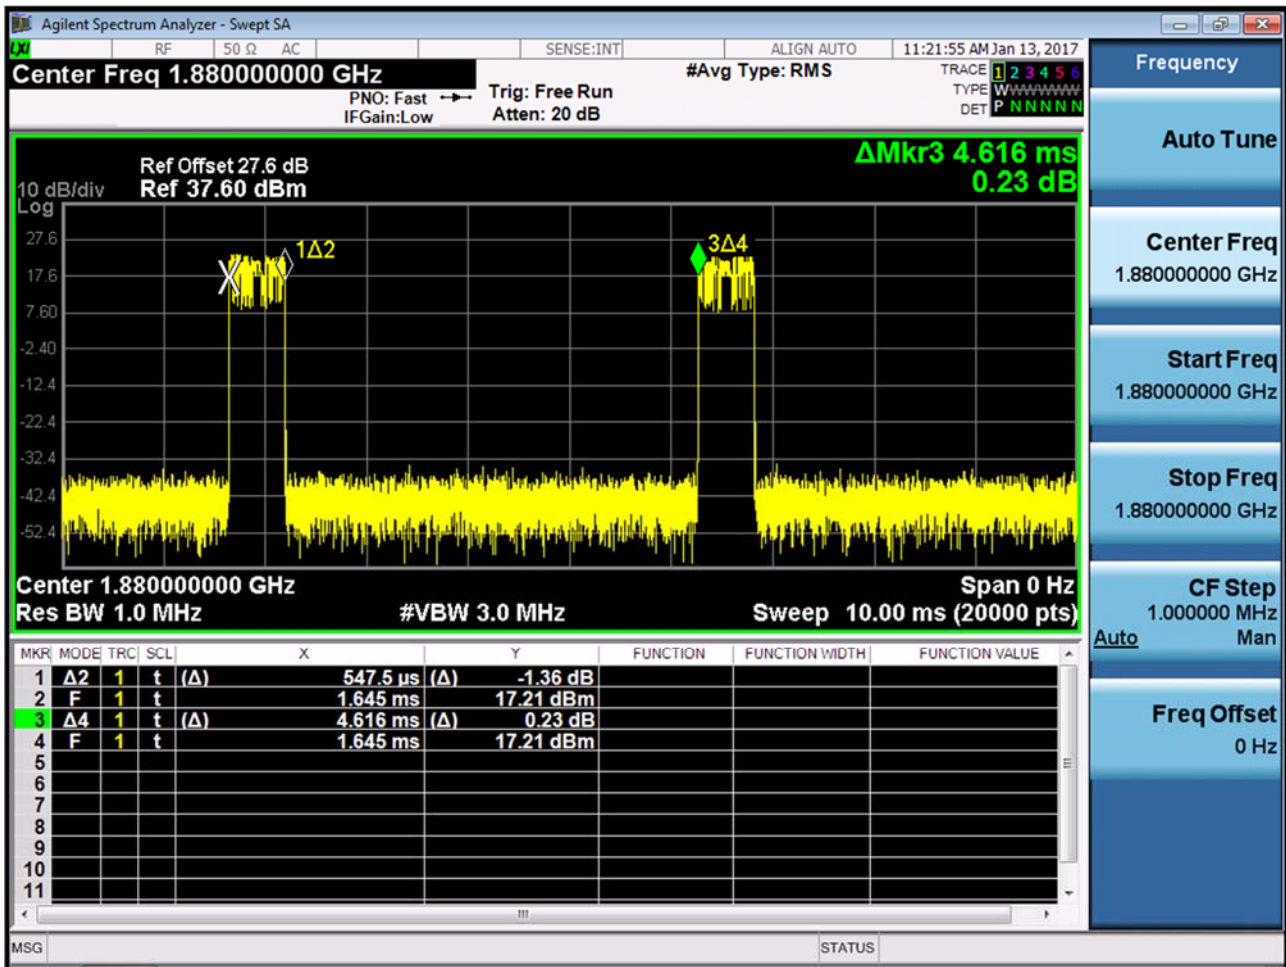 Agilent Spectrum Analyzer - Swept SA
LXI RF 50 Ω AC SENSE:INT ALIGN AUTO 11:21:55 AM Jan 13, 2017
Center Freq 1.880000000 GHz
PNO: Fast
IFGain:Low
Trig: Free Run
Atten: 20 dB
#Avg Type: RMS
TRACE 1 2 3 4 5 6
TYPE WWWWWW
DET P N N N N N
ΔMkr3 4.616 ms
0.23 dB
Ref Offset 27.6 dB
10 dB/div Ref 37.60 dBm
Log
27.6
17.6
7.60
-2.40
-12.4
-22.4
-32.4
-42.4
-52.4
X
1Δ2
3Δ4
Center 1.880000000 GHz Span 0 Hz
Res BW 1.0 MHz #VBW 3.0 MHz Sweep 10.00 ms (20000 pts)
MKR MODE TRC SCL X Y FUNCTION FUNCTION WIDTH FUNCTION VALUE
1 Δ2 1 t (Δ) 547.5 µs (Δ) -1.36 dB
2 F 1 t 1.645 ms 17.21 dBm
3 Δ4 1 t (Δ) 4.616 ms (Δ) 0.23 dB
4 F 1 t 1.645 ms 17.21 dBm
5
6
7
8
9
10
11
MSG STATUS
Frequency
Auto Tune
Center Freq
1.880000000 GHz
Start Freq
1.880000000 GHz
Stop Freq
1.880000000 GHz
CF Step
1.000000 MHz
Auto Man
Freq Offset
0 Hz